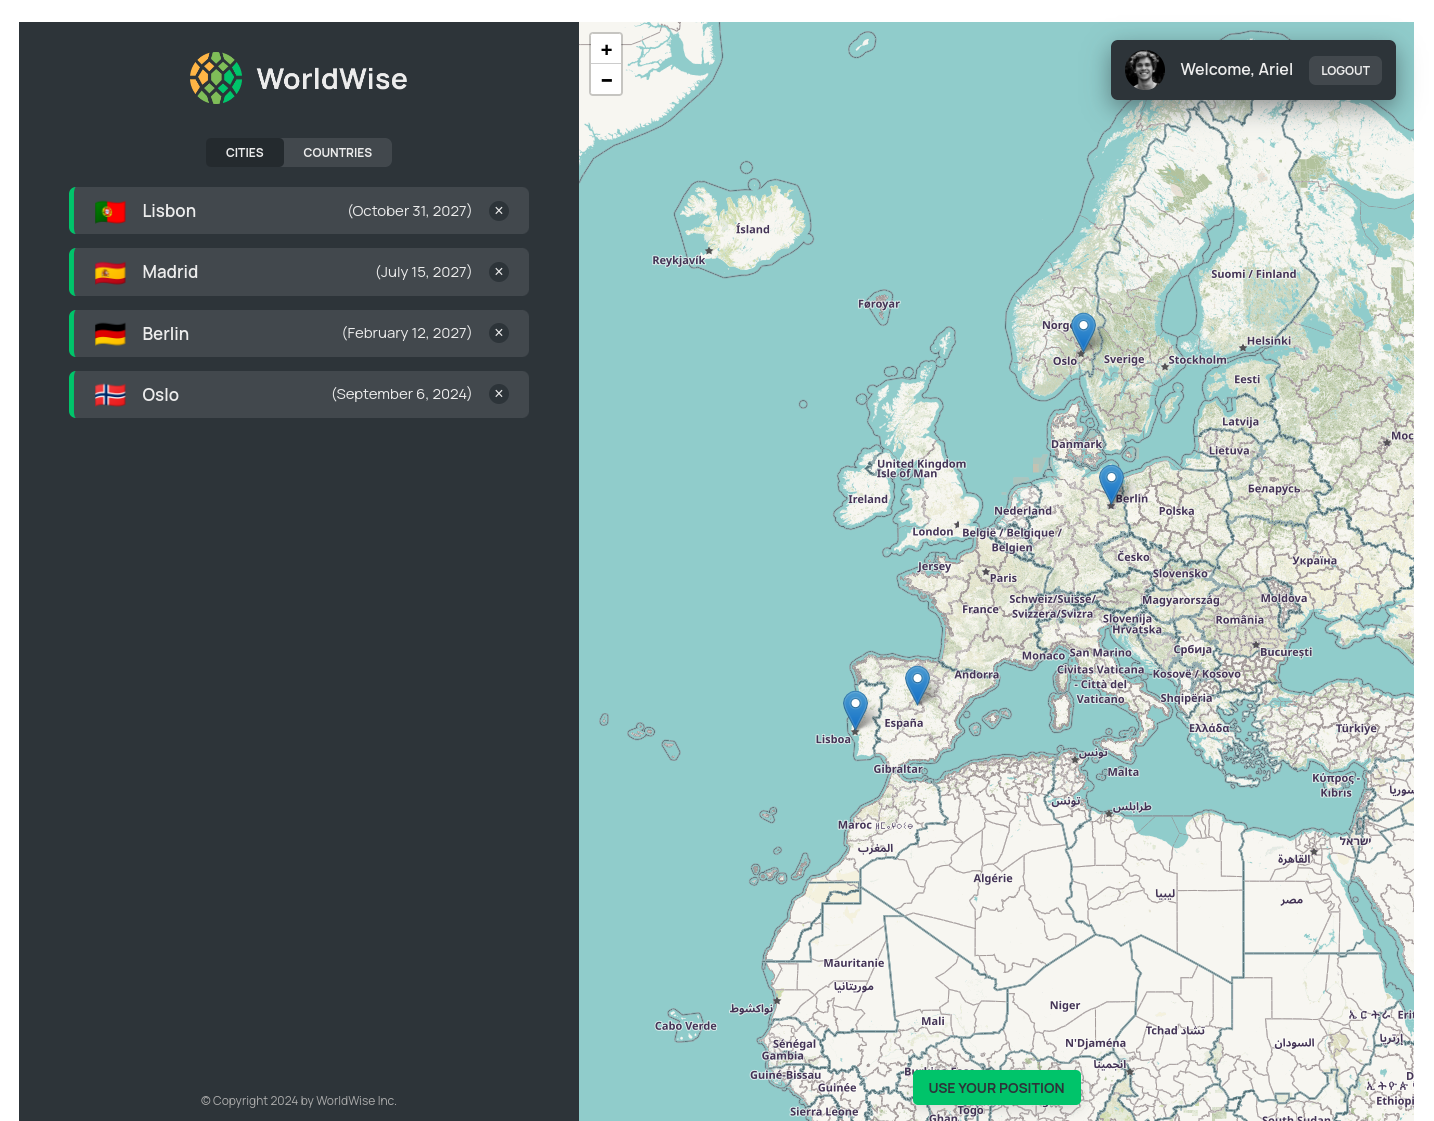 WorldWise
CITIES
COUNTRIES
Lisbon
(October 31, 2027)
×
Madrid
(July 15, 2027)
×
Berlin
(February 12, 2027)
×
Oslo
(September 6, 2024)
×
© Copyright 2024 by WorldWise Inc.
+
−
Welcome, Ariel
LOGOUT
Ísland
Reykjavík
Suomi / Finland
Føroyar
Oslo
Helsinki
Sverige
Stockholm
Eesti
Latvija
Danmark
Lietuva
United Kingdom
Isle of Man
Беларусь
Ireland
Berlin
Nederland
Polska
London
België / Belgique /
Belgien
Česko
Україна
Jersey
Slovensko
Paris
Schweiz/Suisse/
Svizzera/Svizra
Magyarország
Moldova
France
Slovenija
România
Hrvatska
Србија
București
Monaco
San Marino
Andorra
Civitas Vaticana
- Città del
Vaticano
Kosovë / Kosovo
Shqipëria
España
Ελλάδα
Türkiye
Lisboa
تونس
Gibraltar
Malta
Κύπρος -
Kıbrıs
تونس
طرابلس
Maroc
المغرب
ישראל
القاهرة
Algérie
ليبيا
مصر
Mauritanie
موريتانيا
نواكشوط
Niger
Cabo Verde
Mali
Tchad تشاد
السودان
إرتريا
Sénégal
Gambia
N'Djaména
انجمينا
Guiné-Bissau
Guinée
USE YOUR POSITION
Sierra Leone
Togo